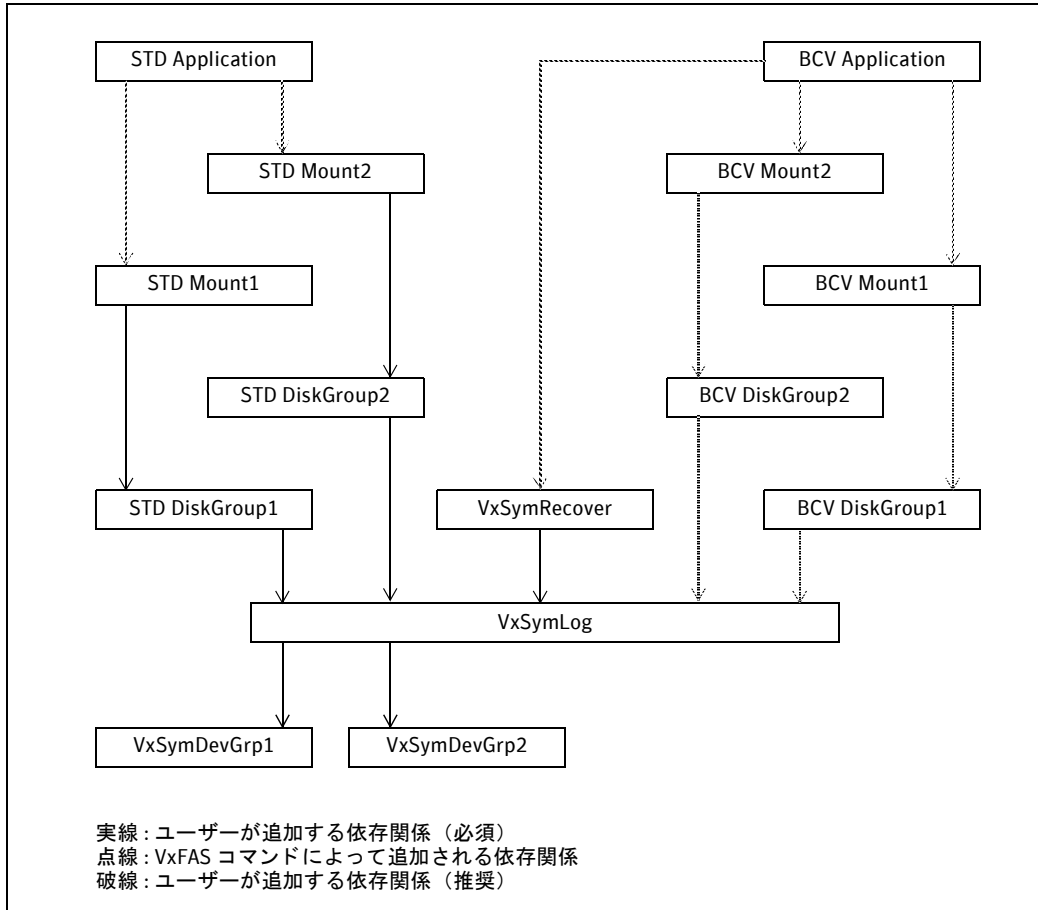 STD Application
BCV Application
STD Mount2
BCV Mount2
STD Mount1
BCV Mount1
STD DiskGroup2
BCV DiskGroup2
STD DiskGroup1
VxSymRecover
BCV DiskGroup1
VxSymLog
VxSymDevGrp1
VxSymDevGrp2
実線 : ユーザーが追加する依存関係（必須）
点線 : VxFAS コマンドによって追加される依存関係
破線 : ユーザーが追加する依存関係（推奨）